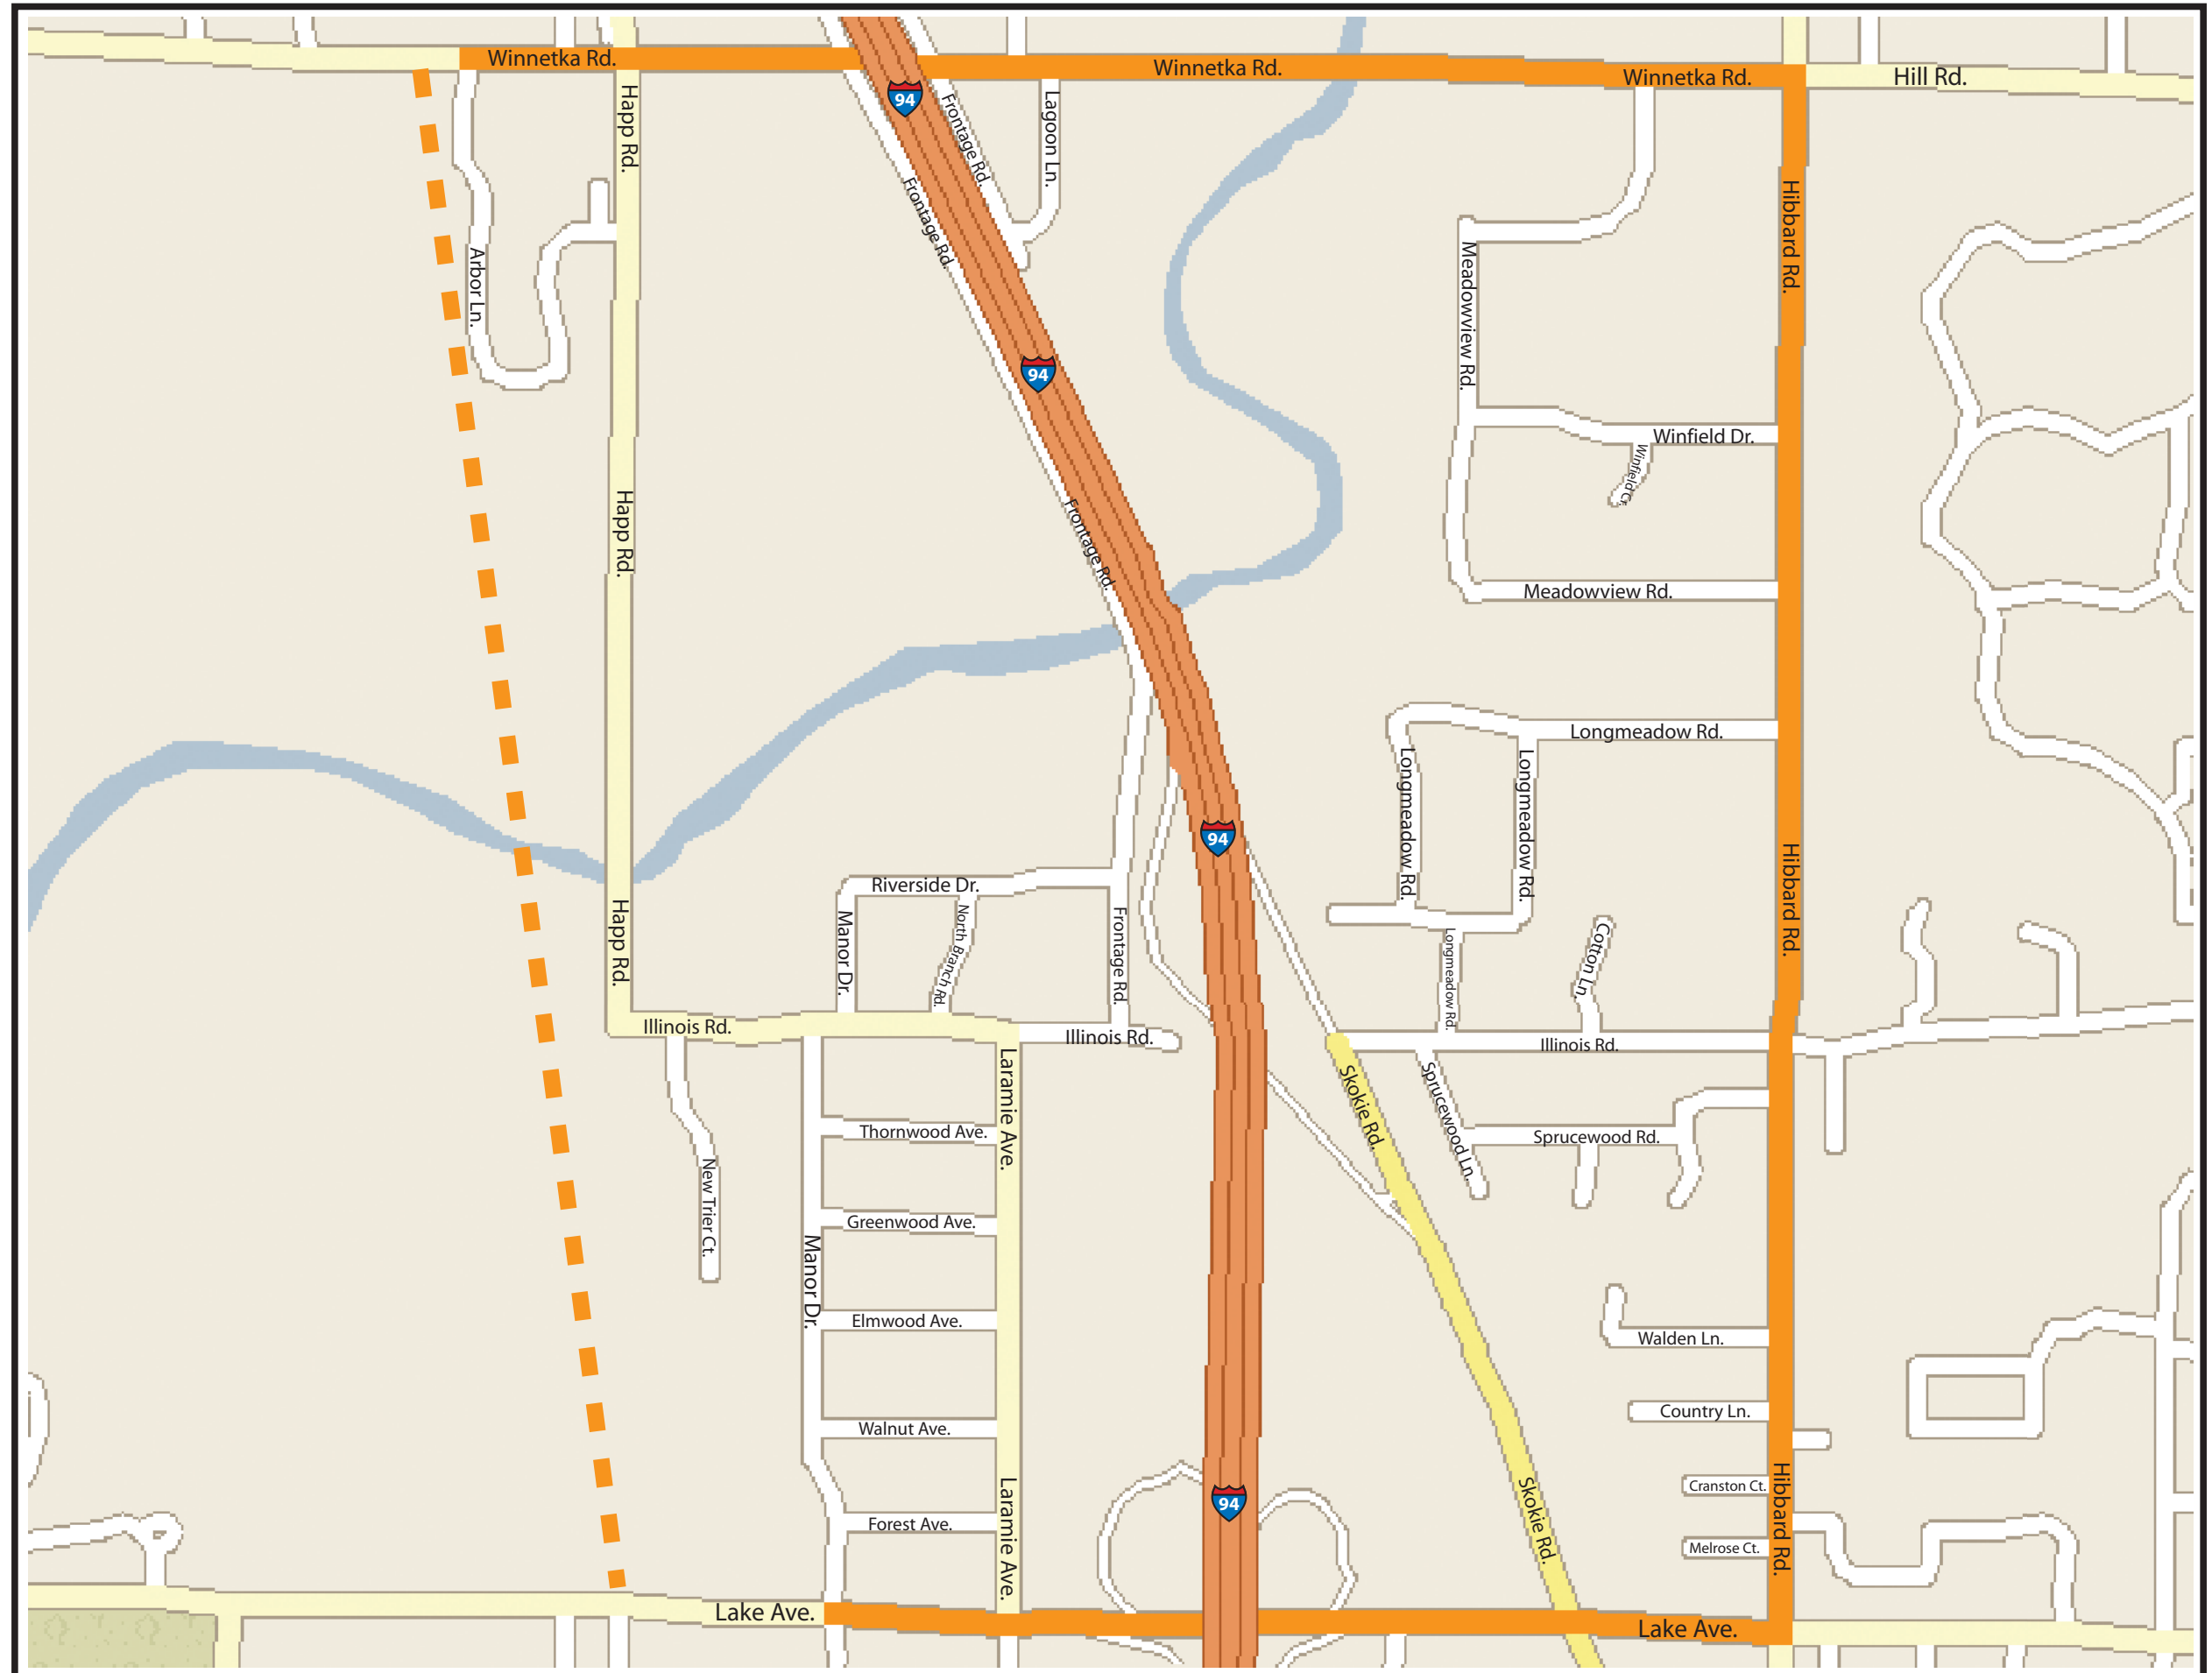 Winnetka Rd.
Winnetka Rd.
Winnetka Rd.
Hill Rd.
94
Happ Rd.
Frontage Rd.
Lagoon Ln.
Frontage Rd.
Hibbard Rd.
Arbor Ln.
Meadowview Rd.
94
Winfield Dr.
Winfield Ct.
Happ Rd.
Frontage Rd.
Meadowview Rd.
Longmeadow Rd.
Longmeadow Rd.
Longmeadow Rd.
94
Hibbard Rd.
Riverside Dr.
Happ Rd.
Manor Dr.
North Branch Rd.
Frontage Rd.
Longmeadow Rd.
Cotton Ln.
Illinois Rd.
Illinois Rd.
Illinois Rd.
Laramie Ave.
Skokie Rd.
Sprucewood Ln.
Thornwood Ave.
Sprucewood Rd.
New Trier Ct.
Greenwood Ave.
Manor Dr.
Elmwood Ave.
Walden Ln.
Country Ln.
Walnut Ave.
Laramie Ave.
94
Skokie Rd.
Cranston Ct.
Hibbard Rd.
Forest Ave.
Melrose Ct.
Lake Ave.
Lake Ave.